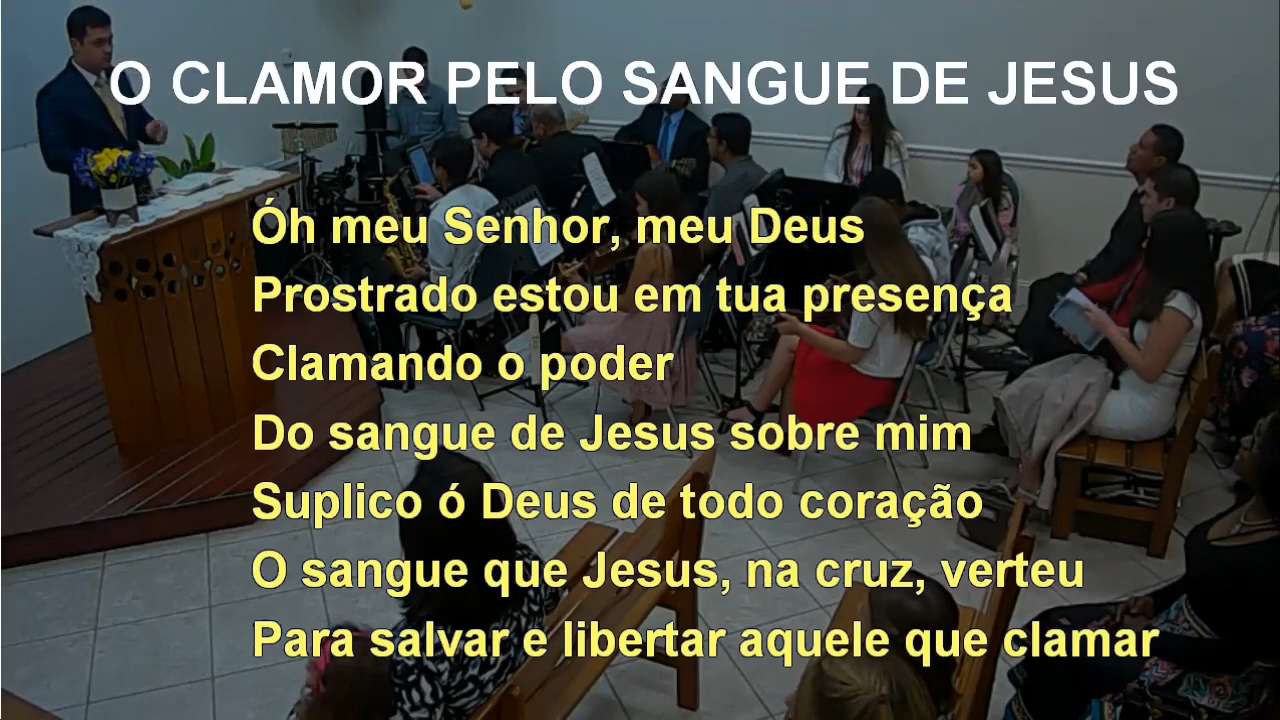 O CLAMOR PELO SANGUE DE JESUS
Óh meu Senhor, meu Deus
Prostrado estou em tua presença
Clamando o poder
Do sangue de Jesus sobre mim
Suplico ó Deus de todo coração
O sangue que Jesus, na cruz, verteu
Para salvar e libertar aquele que clamar